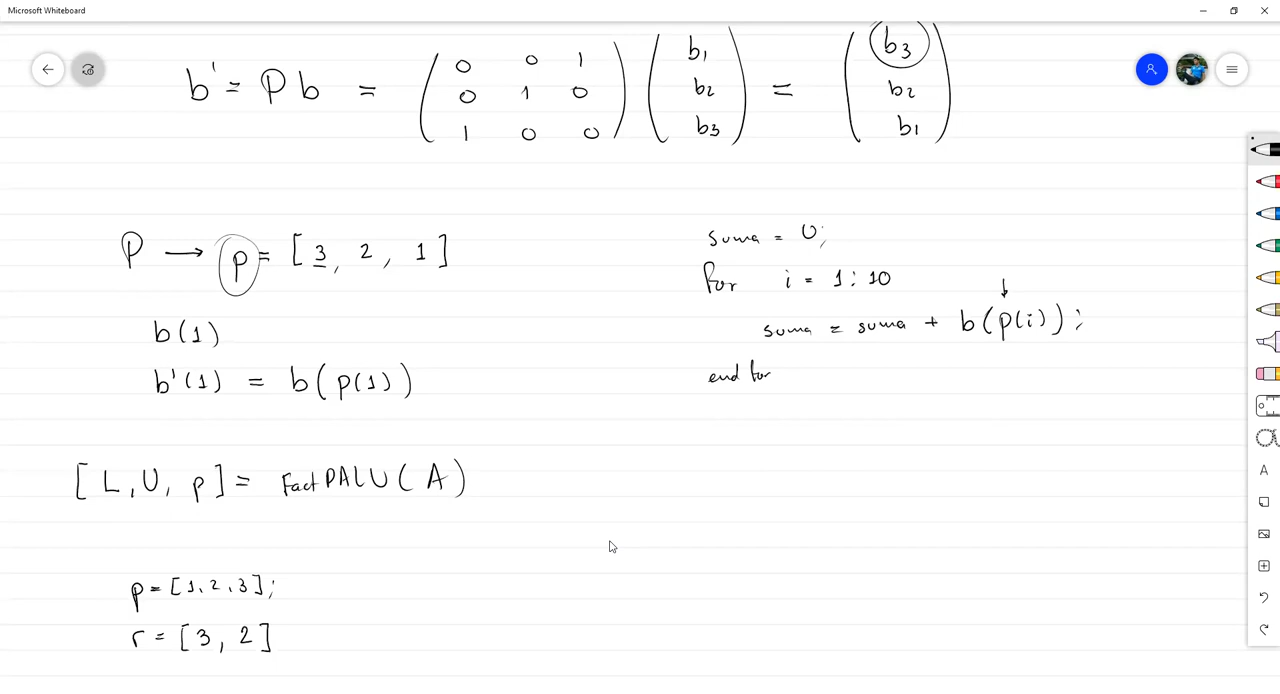 Microsoft Whiteboard
b' = P b = ( 0 0 1 ) ( b1 ) = ( b3 )
( 0 1 0 ) ( b2 ) ( b2 )
( 1 0 0 ) ( b3 ) ( b1 )
P → p = [ 3, 2, 1 ]
b(1)
b'(1) = b(p(1))
suma = 0;
for i = 1:10
suma = suma + b(p(i));
end for
[ L, U, p ] = FactPALU(A)
p = [1, 2, 3];
r = [3, 2]
A